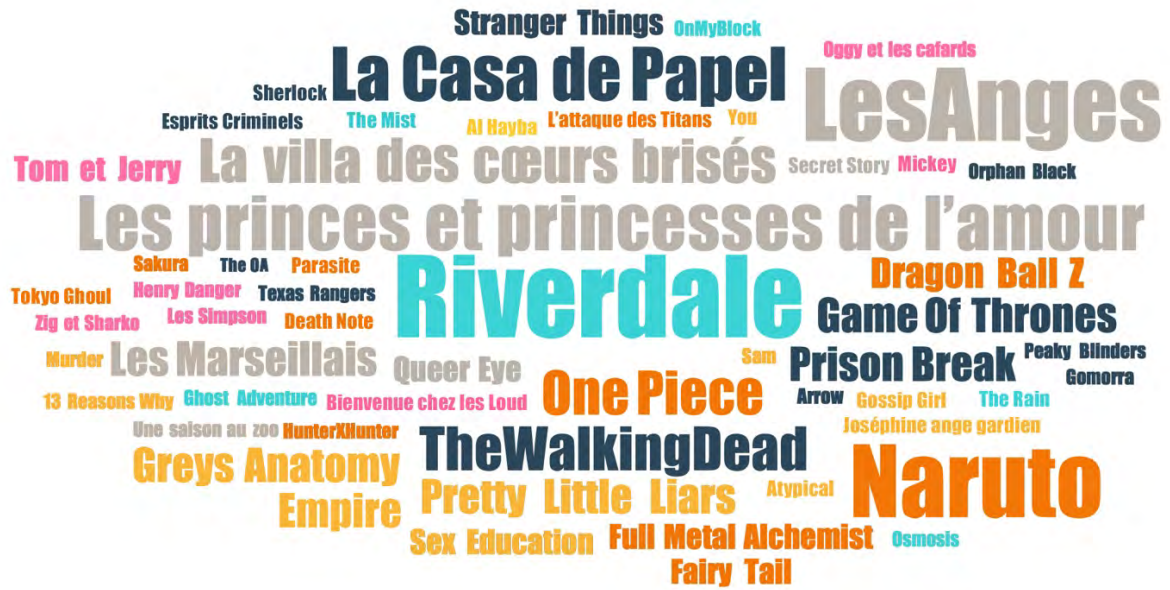 Stranger Things OnMyBlock
Oggy et les cafards
La Casa de Papel
LesAnges
Sherlock
Esprits Criminels The Mist Al Hayba L'attaque des Titans You
Tom et Jerry La villa des cœurs brisés Secret Story Mickey Orphan Black
Les princes et princesses de l'amour
Sakura The OA Parasite
Riverdale
Dragon Ball Z
Tokyo Ghoul Henry Danger Texas Rangers
Game Of Thrones
Zig et Sharko Les Simpson Death Note
Murder Les Marseillais Queer Eye
Sam Prison Break Peaky Blinders
Gomorra
13 Reasons Why Ghost Adventure Bienvenue chez les Loud
One Piece
Arrow Gossip Girl The Rain
Une saison au zoo HunterXHunter
Joséphine ange gardien
Greys Anatomy TheWalkingDead
Naruto
Empire Pretty Little Liars Atypical
Sex Education Full Metal Alchemist Osmosis
Fairy Tail